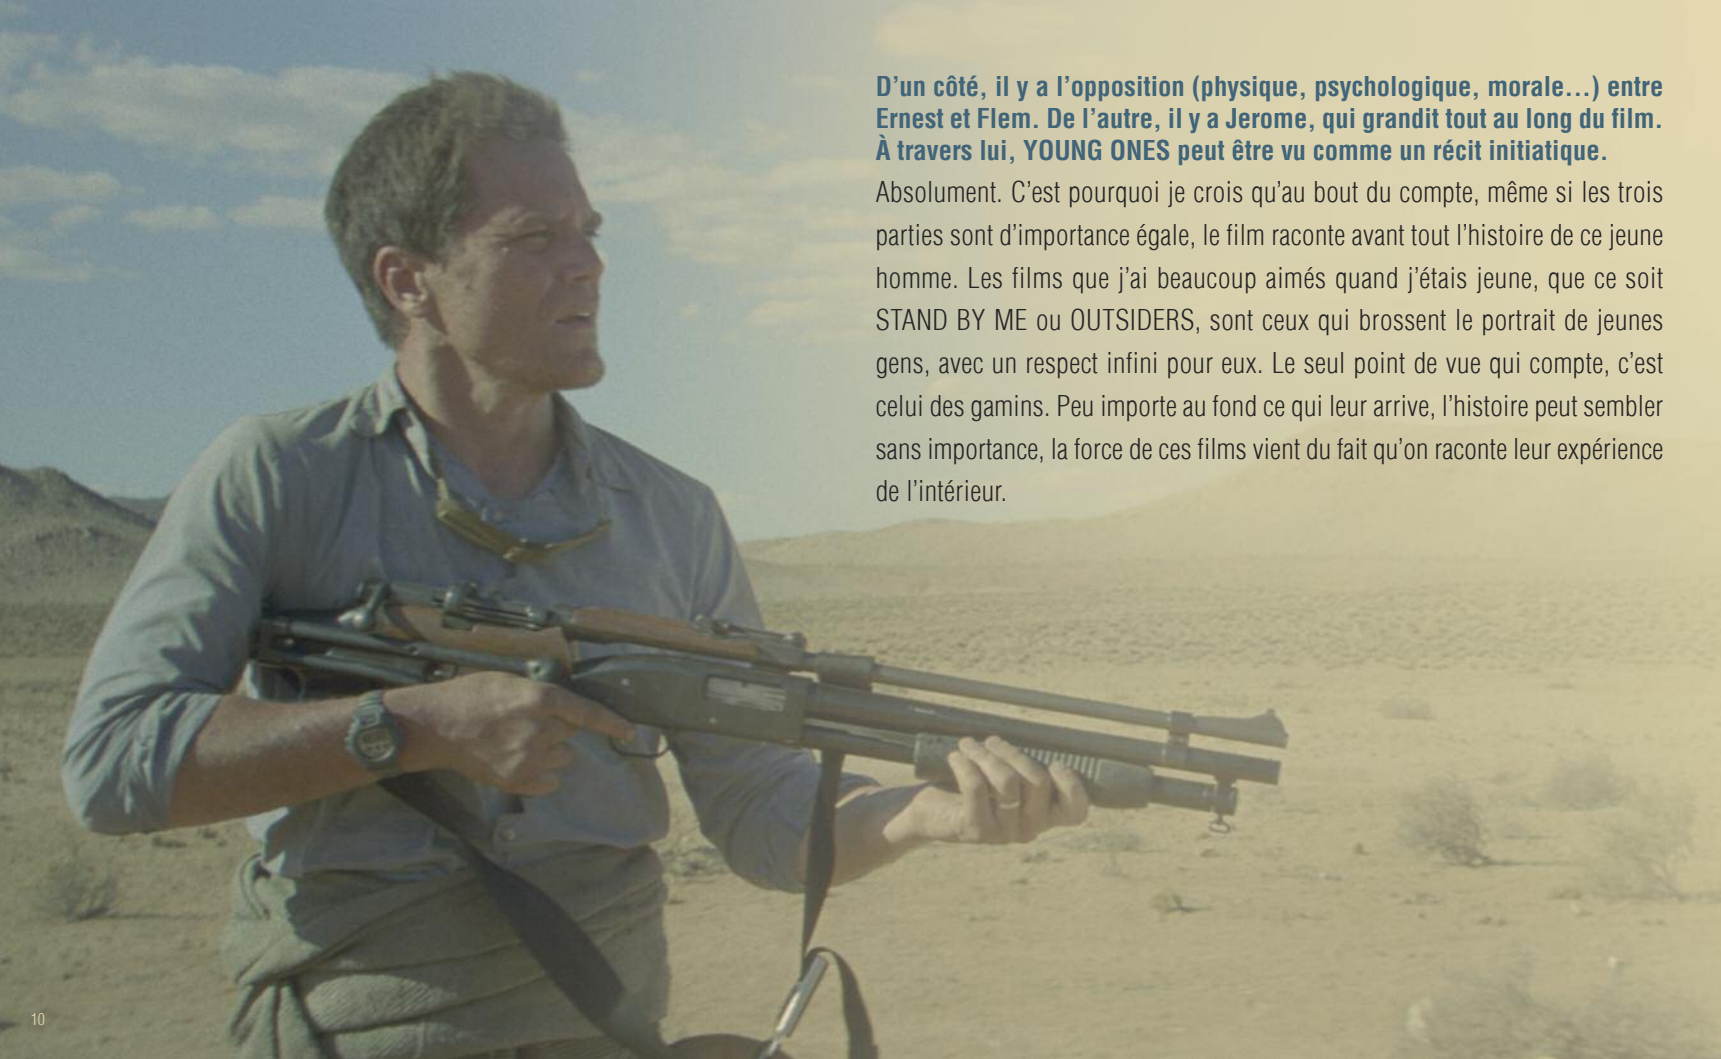 D’un côté, il y a l’opposition (physique, psychologique, morale…) entre
Ernest et Flem. De l’autre, il y a Jerome, qui grandit tout au long du film.
À travers lui, YOUNG ONES peut être vu comme un récit initiatique.
Absolument. C’est pourquoi je crois qu’au bout du compte, même si les trois
parties sont d’importance égale, le film raconte avant tout l’histoire de ce jeune
homme. Les films que j’ai beaucoup aimés quand j’étais jeune, que ce soit
STAND BY ME ou OUTSIDERS, sont ceux qui brossent le portrait de jeunes
gens, avec un respect infini pour eux. Le seul point de vue qui compte, c’est
celui des gamins. Peu importe au fond ce qui leur arrive, l’histoire peut sembler
sans importance, la force de ces films vient du fait qu’on raconte leur expérience
de l’intérieur.
10